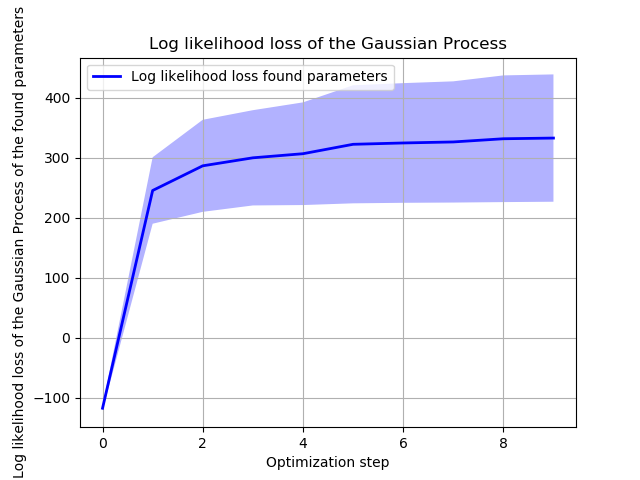 Log likelihood loss of the Gaussian Process
Log likelihood loss found parameters
Log likelihood loss of the Gaussian Process of the found parameters
400
300
200
100
0
−100
0 2 4 6 8
Optimization step